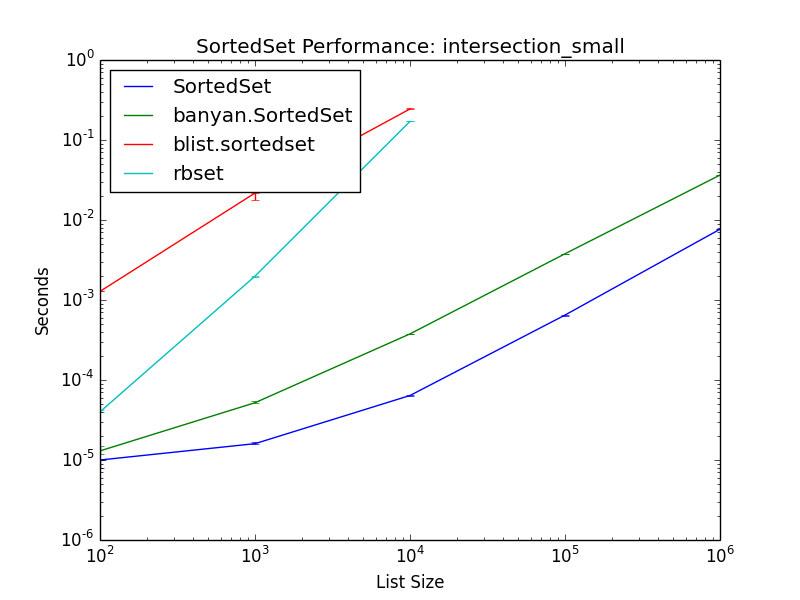 SortedSet Performance: intersection_small
SortedSet
banyan.SortedSet
blist.sortedset
rbset
10^0
10^-1
10^-2
10^-3
10^-4
10^-5
10^-6
Seconds
10^2 10^3 10^4 10^5 10^6
List Size